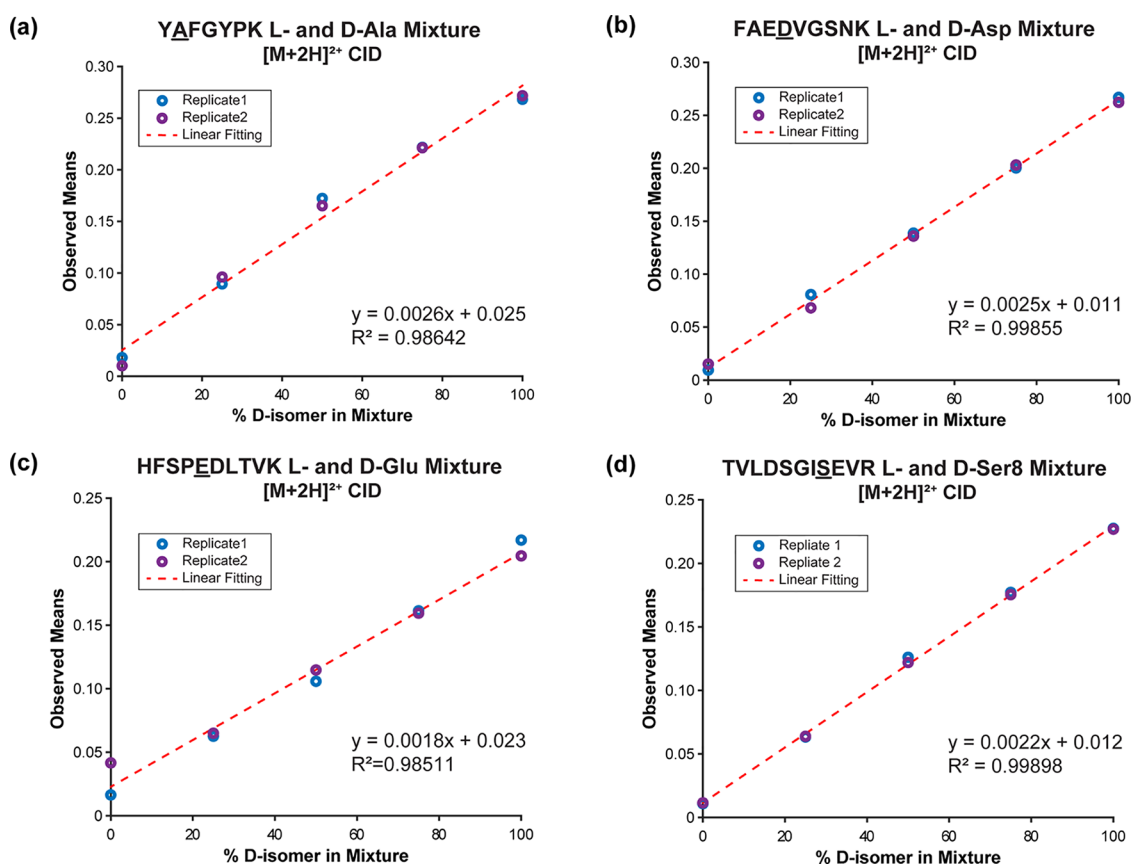 (a)
YAFGYPK L- and D-Ala Mixture
[M+2H]²⁺ CID
0.30
0.25
0.20
0.15
0.10
0.05
0
Observed Means
Replicate1
Replicate2
Linear Fitting
y = 0.0026x + 0.025
R² = 0.98642
0 20 40 60 80 100
% D-isomer in Mixture
(b)
FAEDVGSNK L- and D-Asp Mixture
[M+2H]²⁺ CID
0.30
0.25
0.20
0.15
0.10
0.05
0
Observed Means
Replicate1
Replicate2
Linear Fitting
y = 0.0025x + 0.011
R² = 0.99855
0 20 40 60 80 100
% D-isomer in Mixture
(c)
HFSPEDLTVK L- and D-Glu Mixture
[M+2H]²⁺ CID
0.25
0.20
0.15
0.10
0.05
0
Observed Means
Replicate1
Replicate2
Linear Fitting
y = 0.0018x + 0.023
R²=0.98511
0 20 40 60 80 100
% D-isomer in Mixture
(d)
TVLDSGISEVR L- and D-Ser8 Mixture
[M+2H]²⁺ CID
0.25
0.20
0.15
0.10
0.05
0
Observed Means
Repliate 1
Repliate 2
Linear Fitting
y = 0.0022x + 0.012
R² = 0.99898
0 20 40 60 80 100
% D-isomer in Mixture